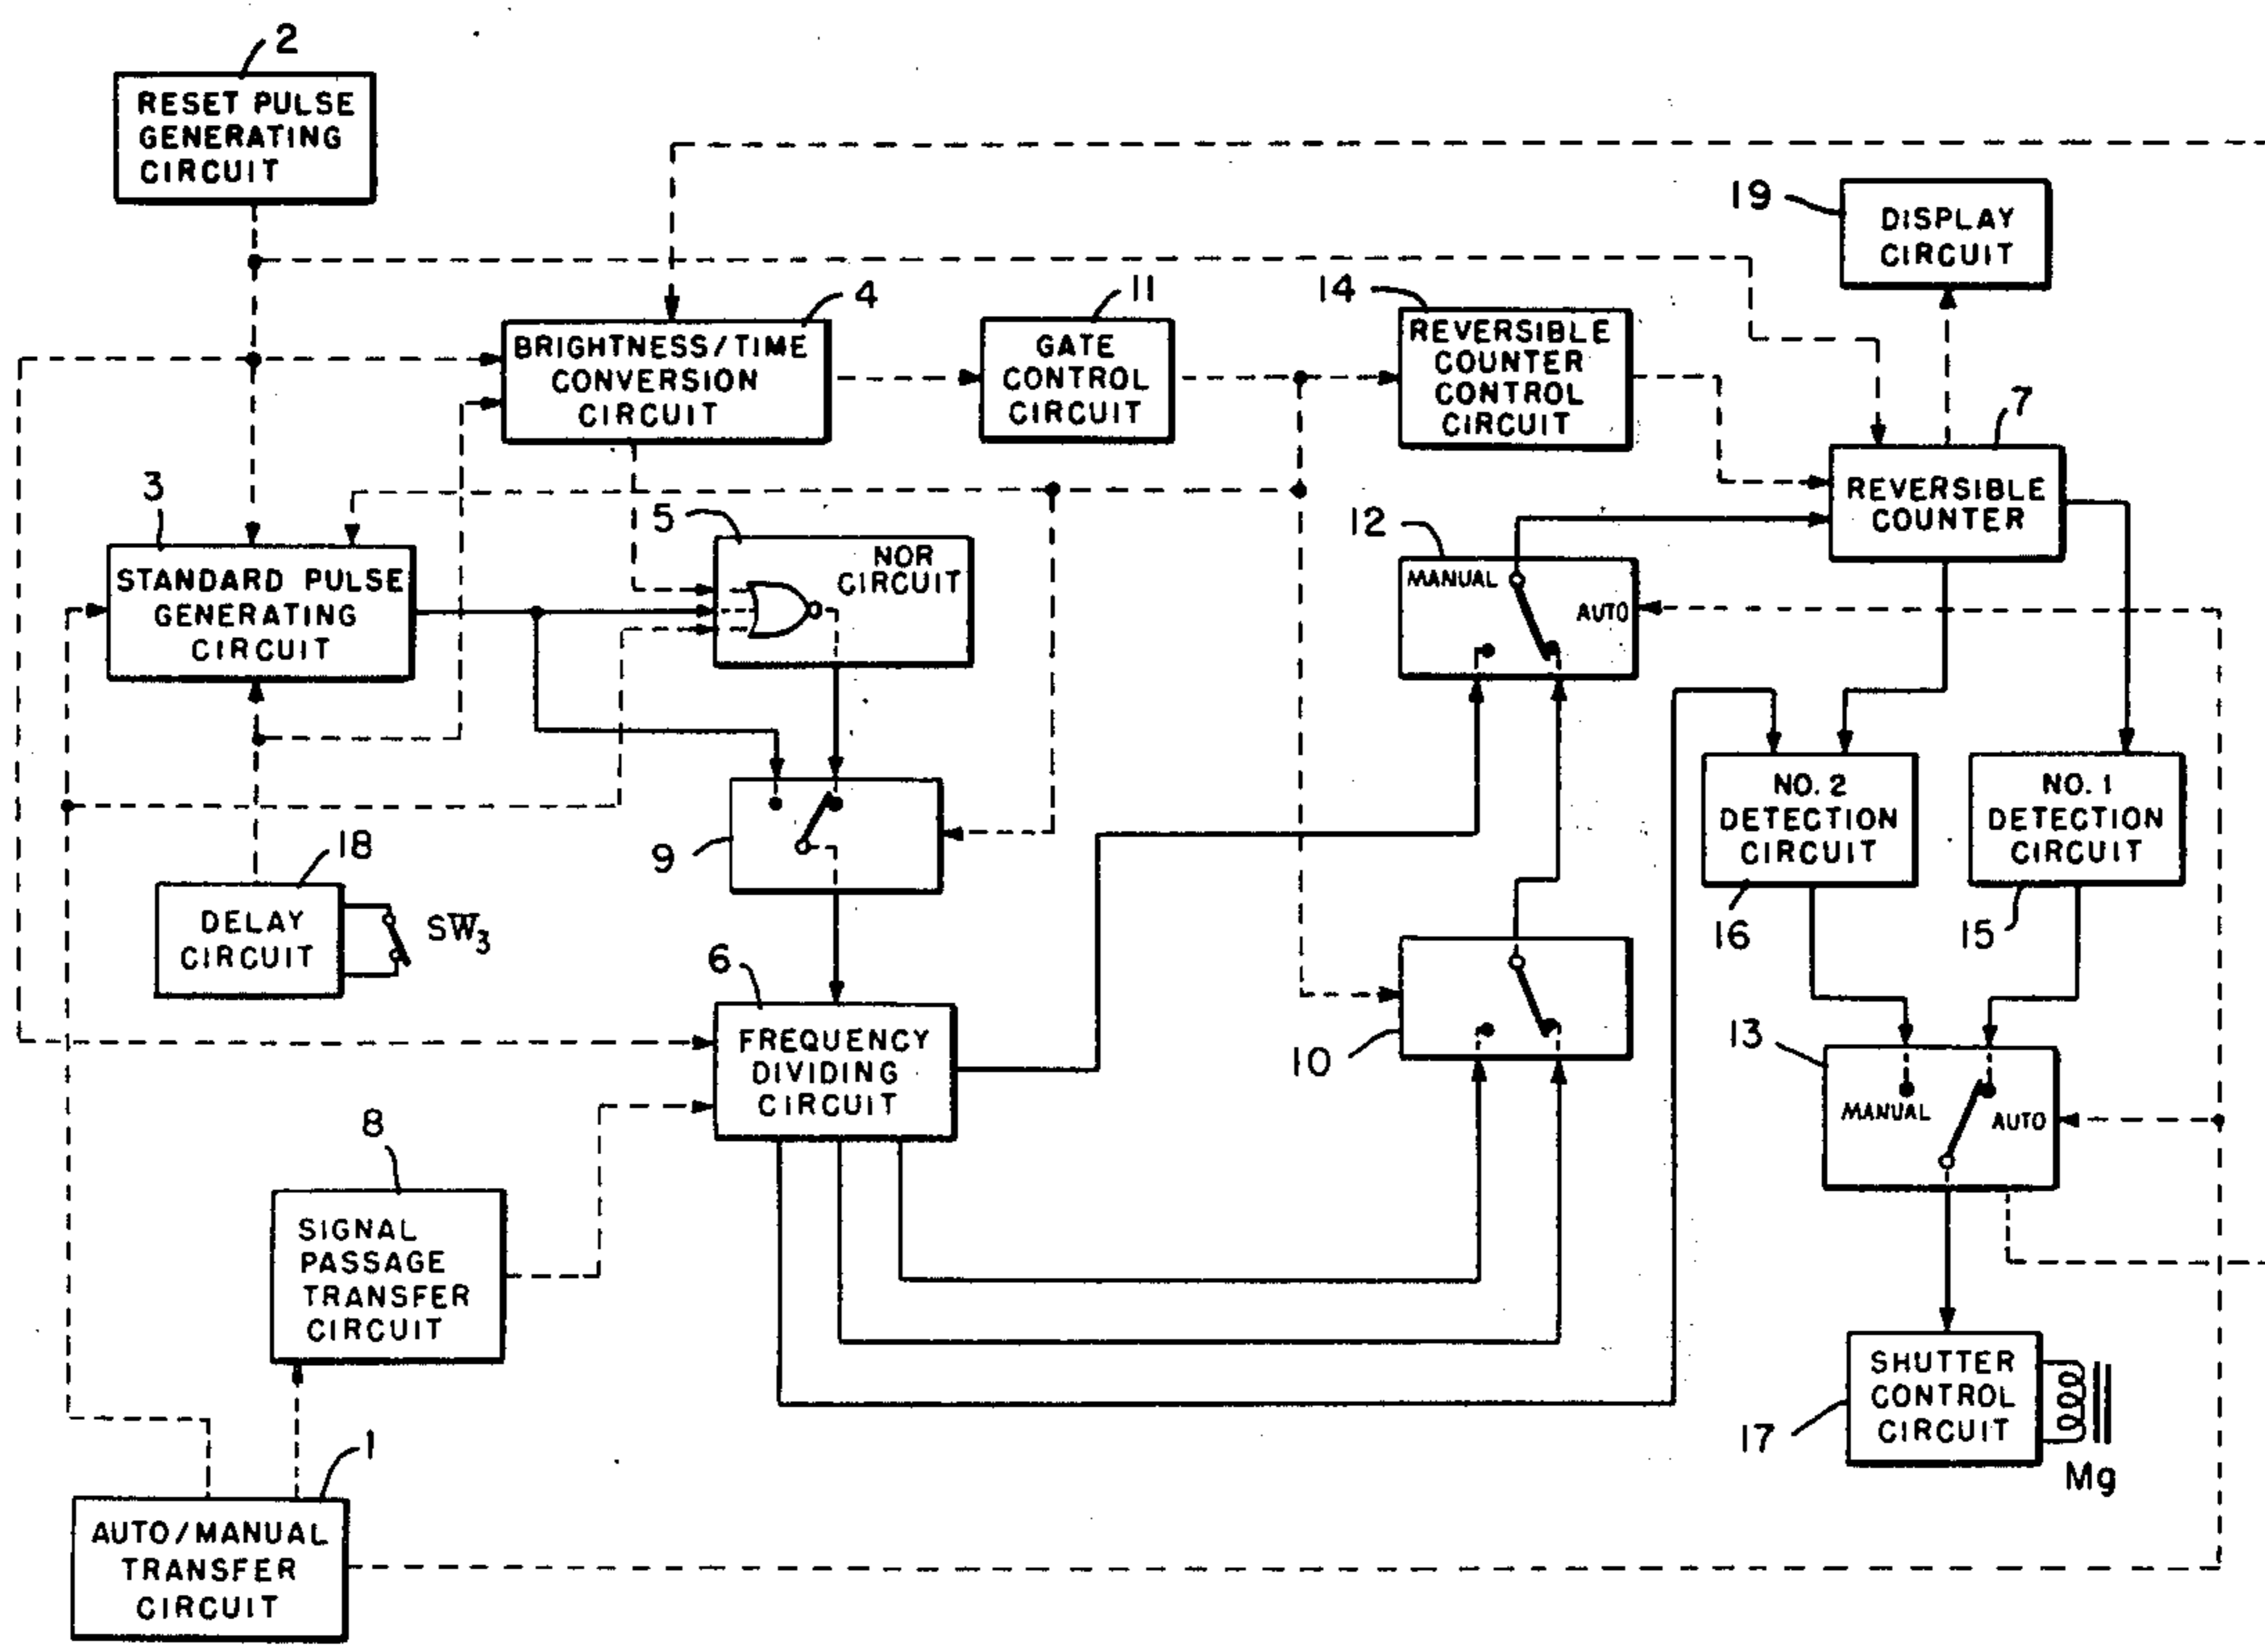 2
RESET PULSE
GENERATING
CIRCUIT
19
DISPLAY
CIRCUIT
4
BRIGHTNESS/TIME
CONVERSION
CIRCUIT
11
GATE
CONTROL
CIRCUIT
14
REVERSIBLE
COUNTER
CONTROL
CIRCUIT
7
REVERSIBLE
COUNTER
3
STANDARD PULSE
GENERATING
CIRCUIT
5
NOR
CIRCUIT
12
MANUAL
AUTO
NO. 2
DETECTION
CIRCUIT
16
NO. 1
DETECTION
CIRCUIT
15
9
18
DELAY
CIRCUIT
SW3
6
FREQUENCY
DIVIDING
CIRCUIT
10
13
MANUAL
AUTO
8
SIGNAL
PASSAGE
TRANSFER
CIRCUIT
17
SHUTTER
CONTROL
CIRCUIT
Mg
1
AUTO/MANUAL
TRANSFER
CIRCUIT